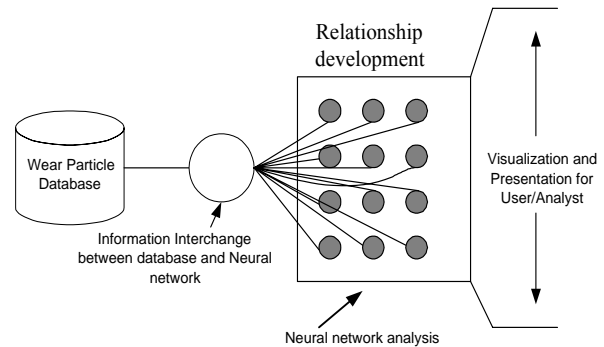 Relationship
development
Wear Particle
Database
Visualization and
Presentation for
User/Analyst
Information Interchange
between database and Neural
network
Neural network analysis